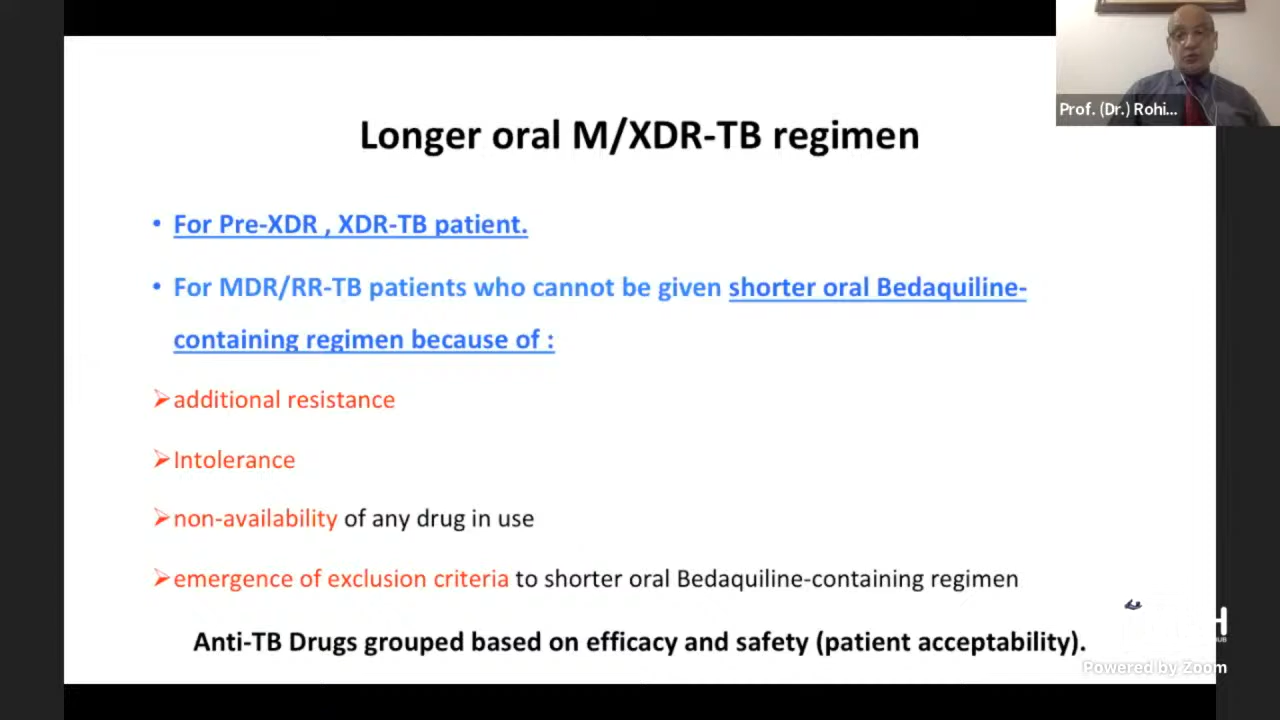 Prof. (Dr.) Rohi...
Longer oral M/XDR-TB regimen
• For Pre-XDR , XDR-TB patient.
• For MDR/RR-TB patients who cannot be given shorter oral Bedaquiline-
containing regimen because of :
➢additional resistance
➢Intolerance
➢non-availability of any drug in use
➢emergence of exclusion criteria to shorter oral Bedaquiline-containing regimen
Anti-TB Drugs grouped based on efficacy and safety (patient acceptability).
Powered by Zoom